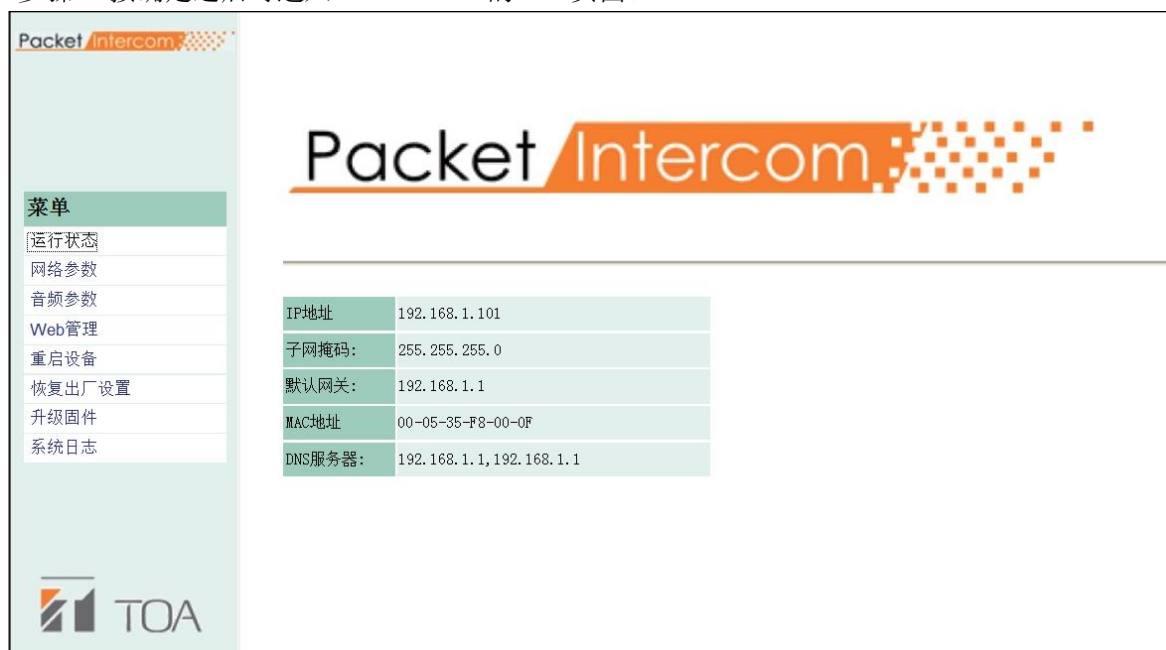 Packet Intercom
Packet Intercom
菜单
运行状态
网络参数
音频参数
Web管理
重启设备
恢复出厂设置
升级固件
系统日志
IP地址 192.168.1.101
子网掩码: 255.255.255.0
默认网关: 192.168.1.1
MAC地址 00-05-35-F8-00-0F
DNS服务器: 192.168.1.1,192.168.1.1
TOA